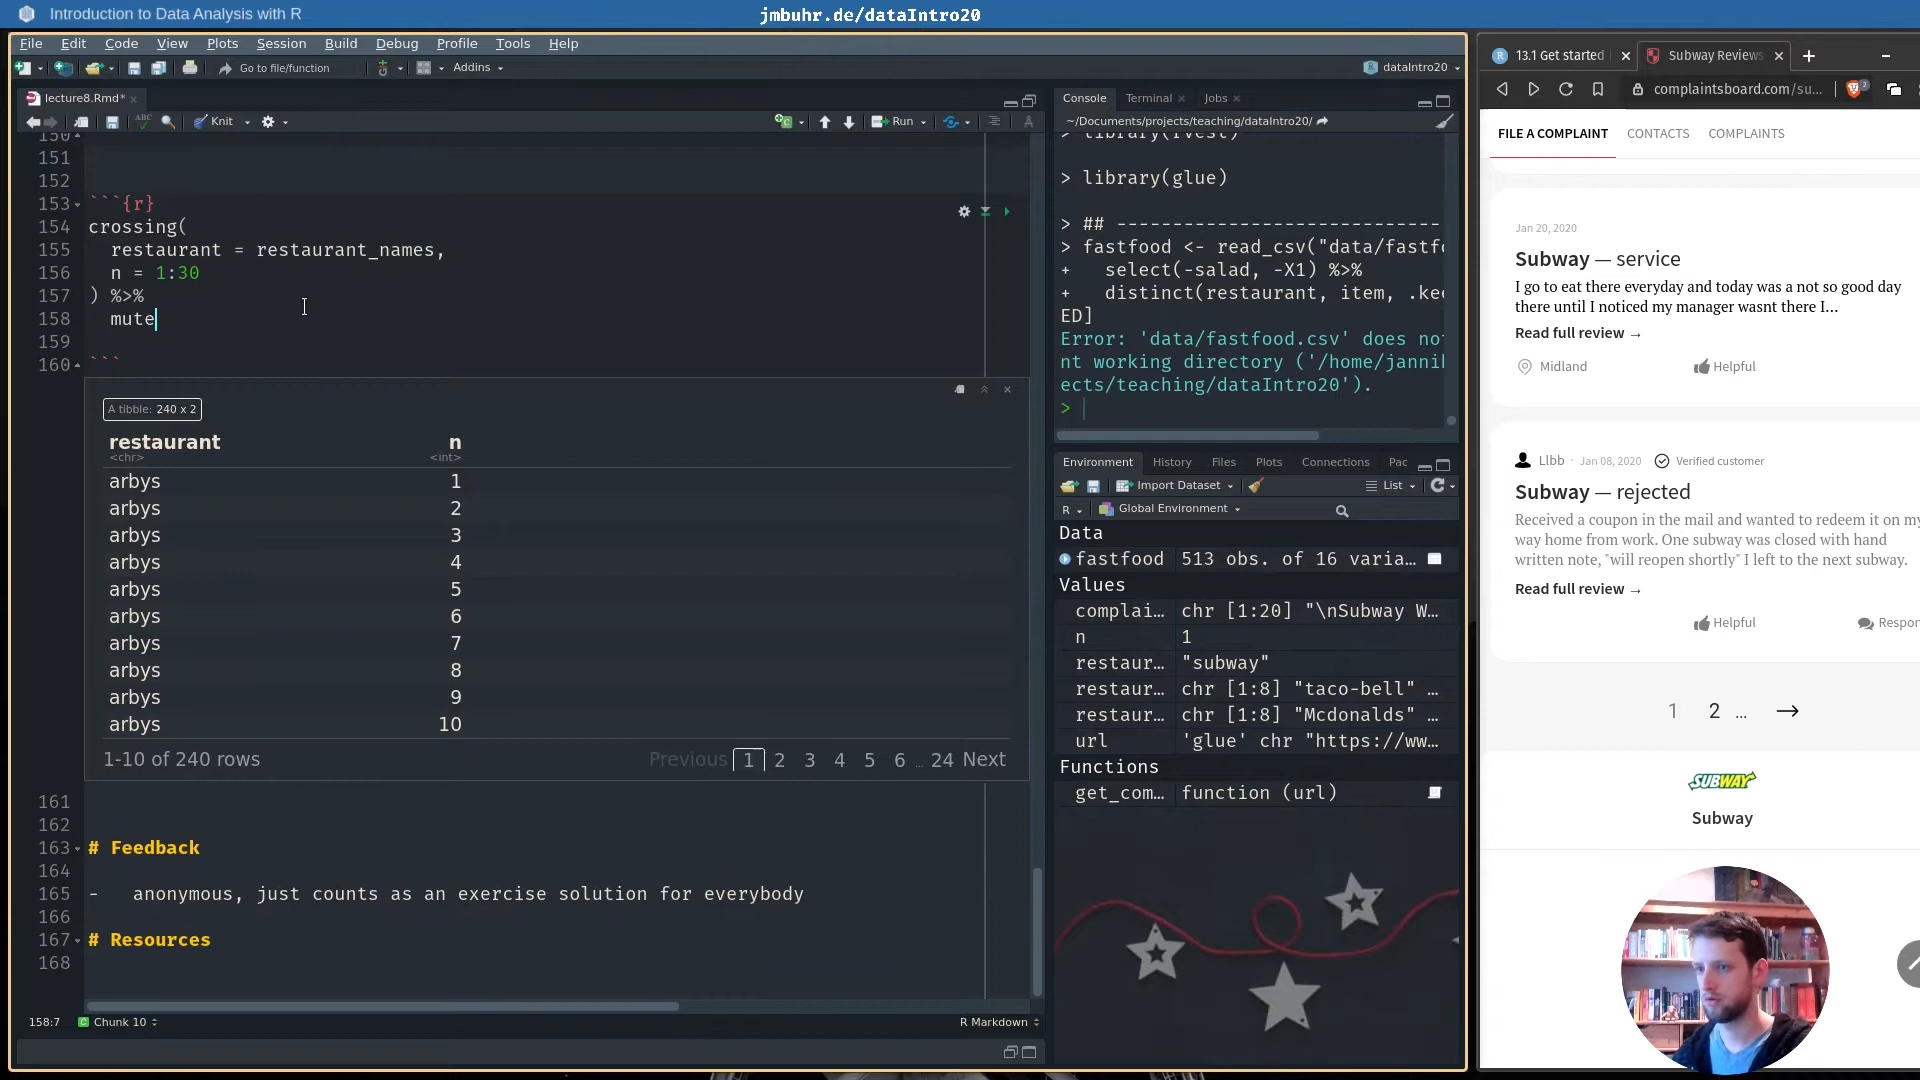 Introduction to Data Analysis with R
jmbuhr.de/dataIntro20
File Edit Code View Plots Session Build Debug Profile Tools Help
Go to file/function
Addins
dataIntro20
lecture8.Rmd*
Knit
Run
150
151
152
153 ```{r}
154 crossing(
155   restaurant = restaurant_names,
156   n = 1:30
157 ) %>%
158   mute
159
160 ```
A tibble: 240 x 2
restaurant n
<chr> <int>
arbys 1
arbys 2
arbys 3
arbys 4
arbys 5
arbys 6
arbys 7
arbys 8
arbys 9
arbys 10
1-10 of 240 rows Previous 1 2 3 4 5 6 ... 24 Next
161
162
163 # Feedback
164
165 -   anonymous, just counts as an exercise solution for everybody
166
167 # Resources
168
158:7 Chunk 10 R Markdown
Console Terminal Jobs
~/Documents/projects/teaching/dataIntro20/
> library(rvest)
> library(glue)
> ## ------------------------------
> fastfood <- read_csv("data/fastf
+   select(-salad, -X1) %>%
+   distinct(restaurant, item, .kee
ED]
Error: 'data/fastfood.csv' does no
nt working directory ('/home/janni
ects/teaching/dataIntro20').
>
Environment History Files Plots Connections Pac
Import Dataset List
R Global Environment
Data
fastfood 513 obs. of 16 varia…
Values
complai… chr [1:20] "\nSubway W…
n 1
restaur… "subway"
restaur… chr [1:8] "taco-bell" …
restaur… chr [1:8] "Mcdonalds" …
url 'glue' chr "https://ww…
Functions
get_com… function (url)
13.1 Get started
Subway Reviews
complaintsboard.com/su...
3
FILE A COMPLAINT CONTACTS COMPLAINTS
Jan 20, 2020
Subway — service
I go to eat there everyday and today was a not so good day
there until I noticed my manager wasnt there I...
Read full review →
Midland Helpful
Llbb · Jan 08, 2020 Verified customer
Subway — rejected
Received a coupon in the mail and wanted to redeem it on my
way home from work. One subway was closed with hand
written note, "will reopen shortly" I left to the next subway.
Read full review →
Helpful Respon
1 2 ... →
SUBWAY
Subway